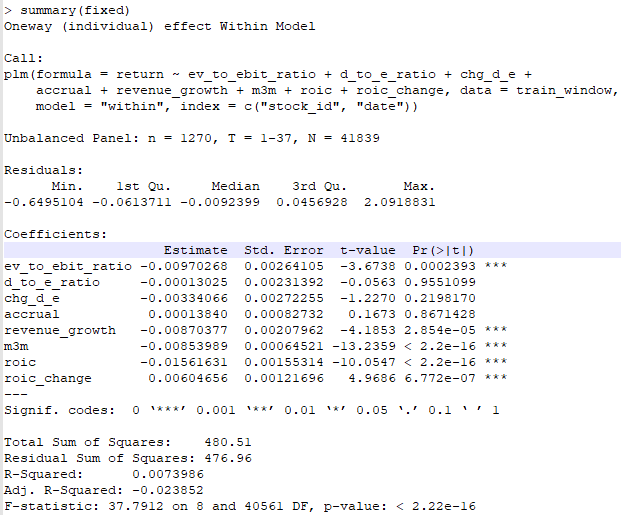 > summary(fixed)
Oneway (individual) effect Within Model

Call:
plm(formula = return ~ ev_to_ebit_ratio + d_to_e_ratio + chg_d_e +
    accrual + revenue_growth + m3m + roic + roic_change, data = train_window,
    model = "within", index = c("stock_id", "date"))

Unbalanced Panel: n = 1270, T = 1-37, N = 41839

Residuals:
      Min.    1st Qu.     Median    3rd Qu.       Max.
-0.6495104 -0.0613711 -0.0092399  0.0456928  2.0918831

Coefficients:
                    Estimate  Std. Error  t-value  Pr(>|t|)
ev_to_ebit_ratio -0.00970268  0.00264105  -3.6738 0.0002393 ***
d_to_e_ratio     -0.00013025  0.00231392  -0.0563 0.9551099
chg_d_e          -0.00334066  0.00272255  -1.2270 0.2198170
accrual           0.00013840  0.00082732   0.1673 0.8671428
revenue_growth   -0.00870377  0.00207962  -4.1853 2.854e-05 ***
m3m              -0.00853989  0.00064521 -13.2359 < 2.2e-16 ***
roic             -0.01561631  0.00155314 -10.0547 < 2.2e-16 ***
roic_change       0.00604656  0.00121696   4.9686 6.772e-07 ***
---
Signif. codes:  0 ‘***’ 0.001 ‘**’ 0.01 ‘*’ 0.05 ‘.’ 0.1 ‘ ’ 1

Total Sum of Squares:    480.51
Residual Sum of Squares: 476.96
R-Squared:      0.0073986
Adj. R-Squared: -0.023852
F-statistic: 37.7912 on 8 and 40561 DF, p-value: < 2.22e-16